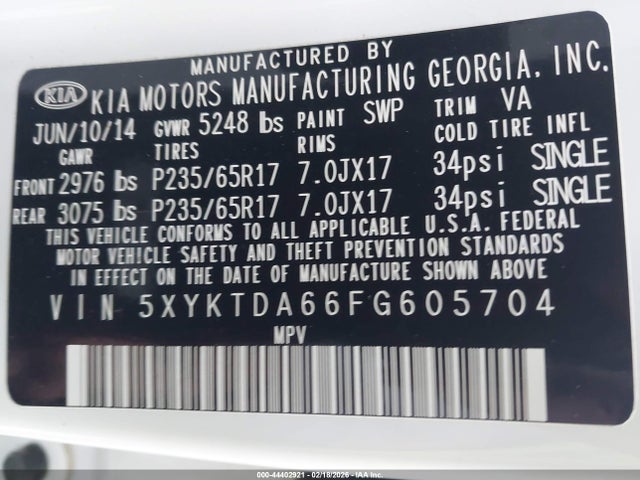 MANUFACTURED BY
KIA KIA MOTORS MANUFACTURING GEORGIA, INC.
JUN/10/14 GVWR 5248 lbs PAINT SWP TRIM VA
GAWR TIRES RIMS COLD TIRE INFL
FRONT 2976 lbs P235/65R17 7.0JX17 34psi SINGLE
REAR 3075 lbs P235/65R17 7.0JX17 34psi SINGLE
THIS VEHICLE CONFORMS TO ALL APPLICABLE U.S.A. FEDERAL
MOTOR VEHICLE SAFETY AND THEFT PREVENTION STANDARDS
IN EFFECT ON THE DATE OF MANUFACTURE SHOWN ABOVE
VIN 5XYKTDA66FG605704
MPV
000-44402921 - 02/18/2026 - IAA Inc.